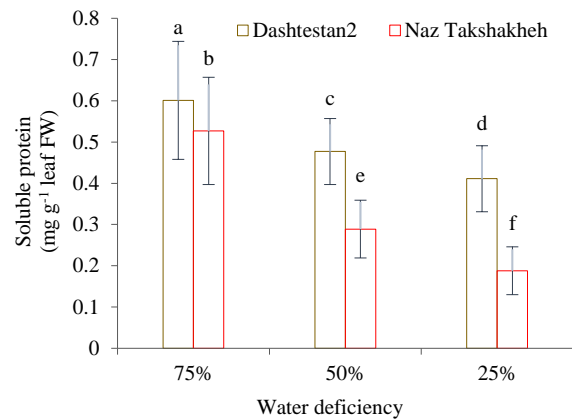 0.8
0.7
0.6
0.5
0.4
0.3
0.2
0.1
0
Soluble protein
(mg g⁻¹ leaf FW)
Dashtestan2
Naz Takshakheh
a
b
c
e
d
f
75%
50%
25%
Water deficiency